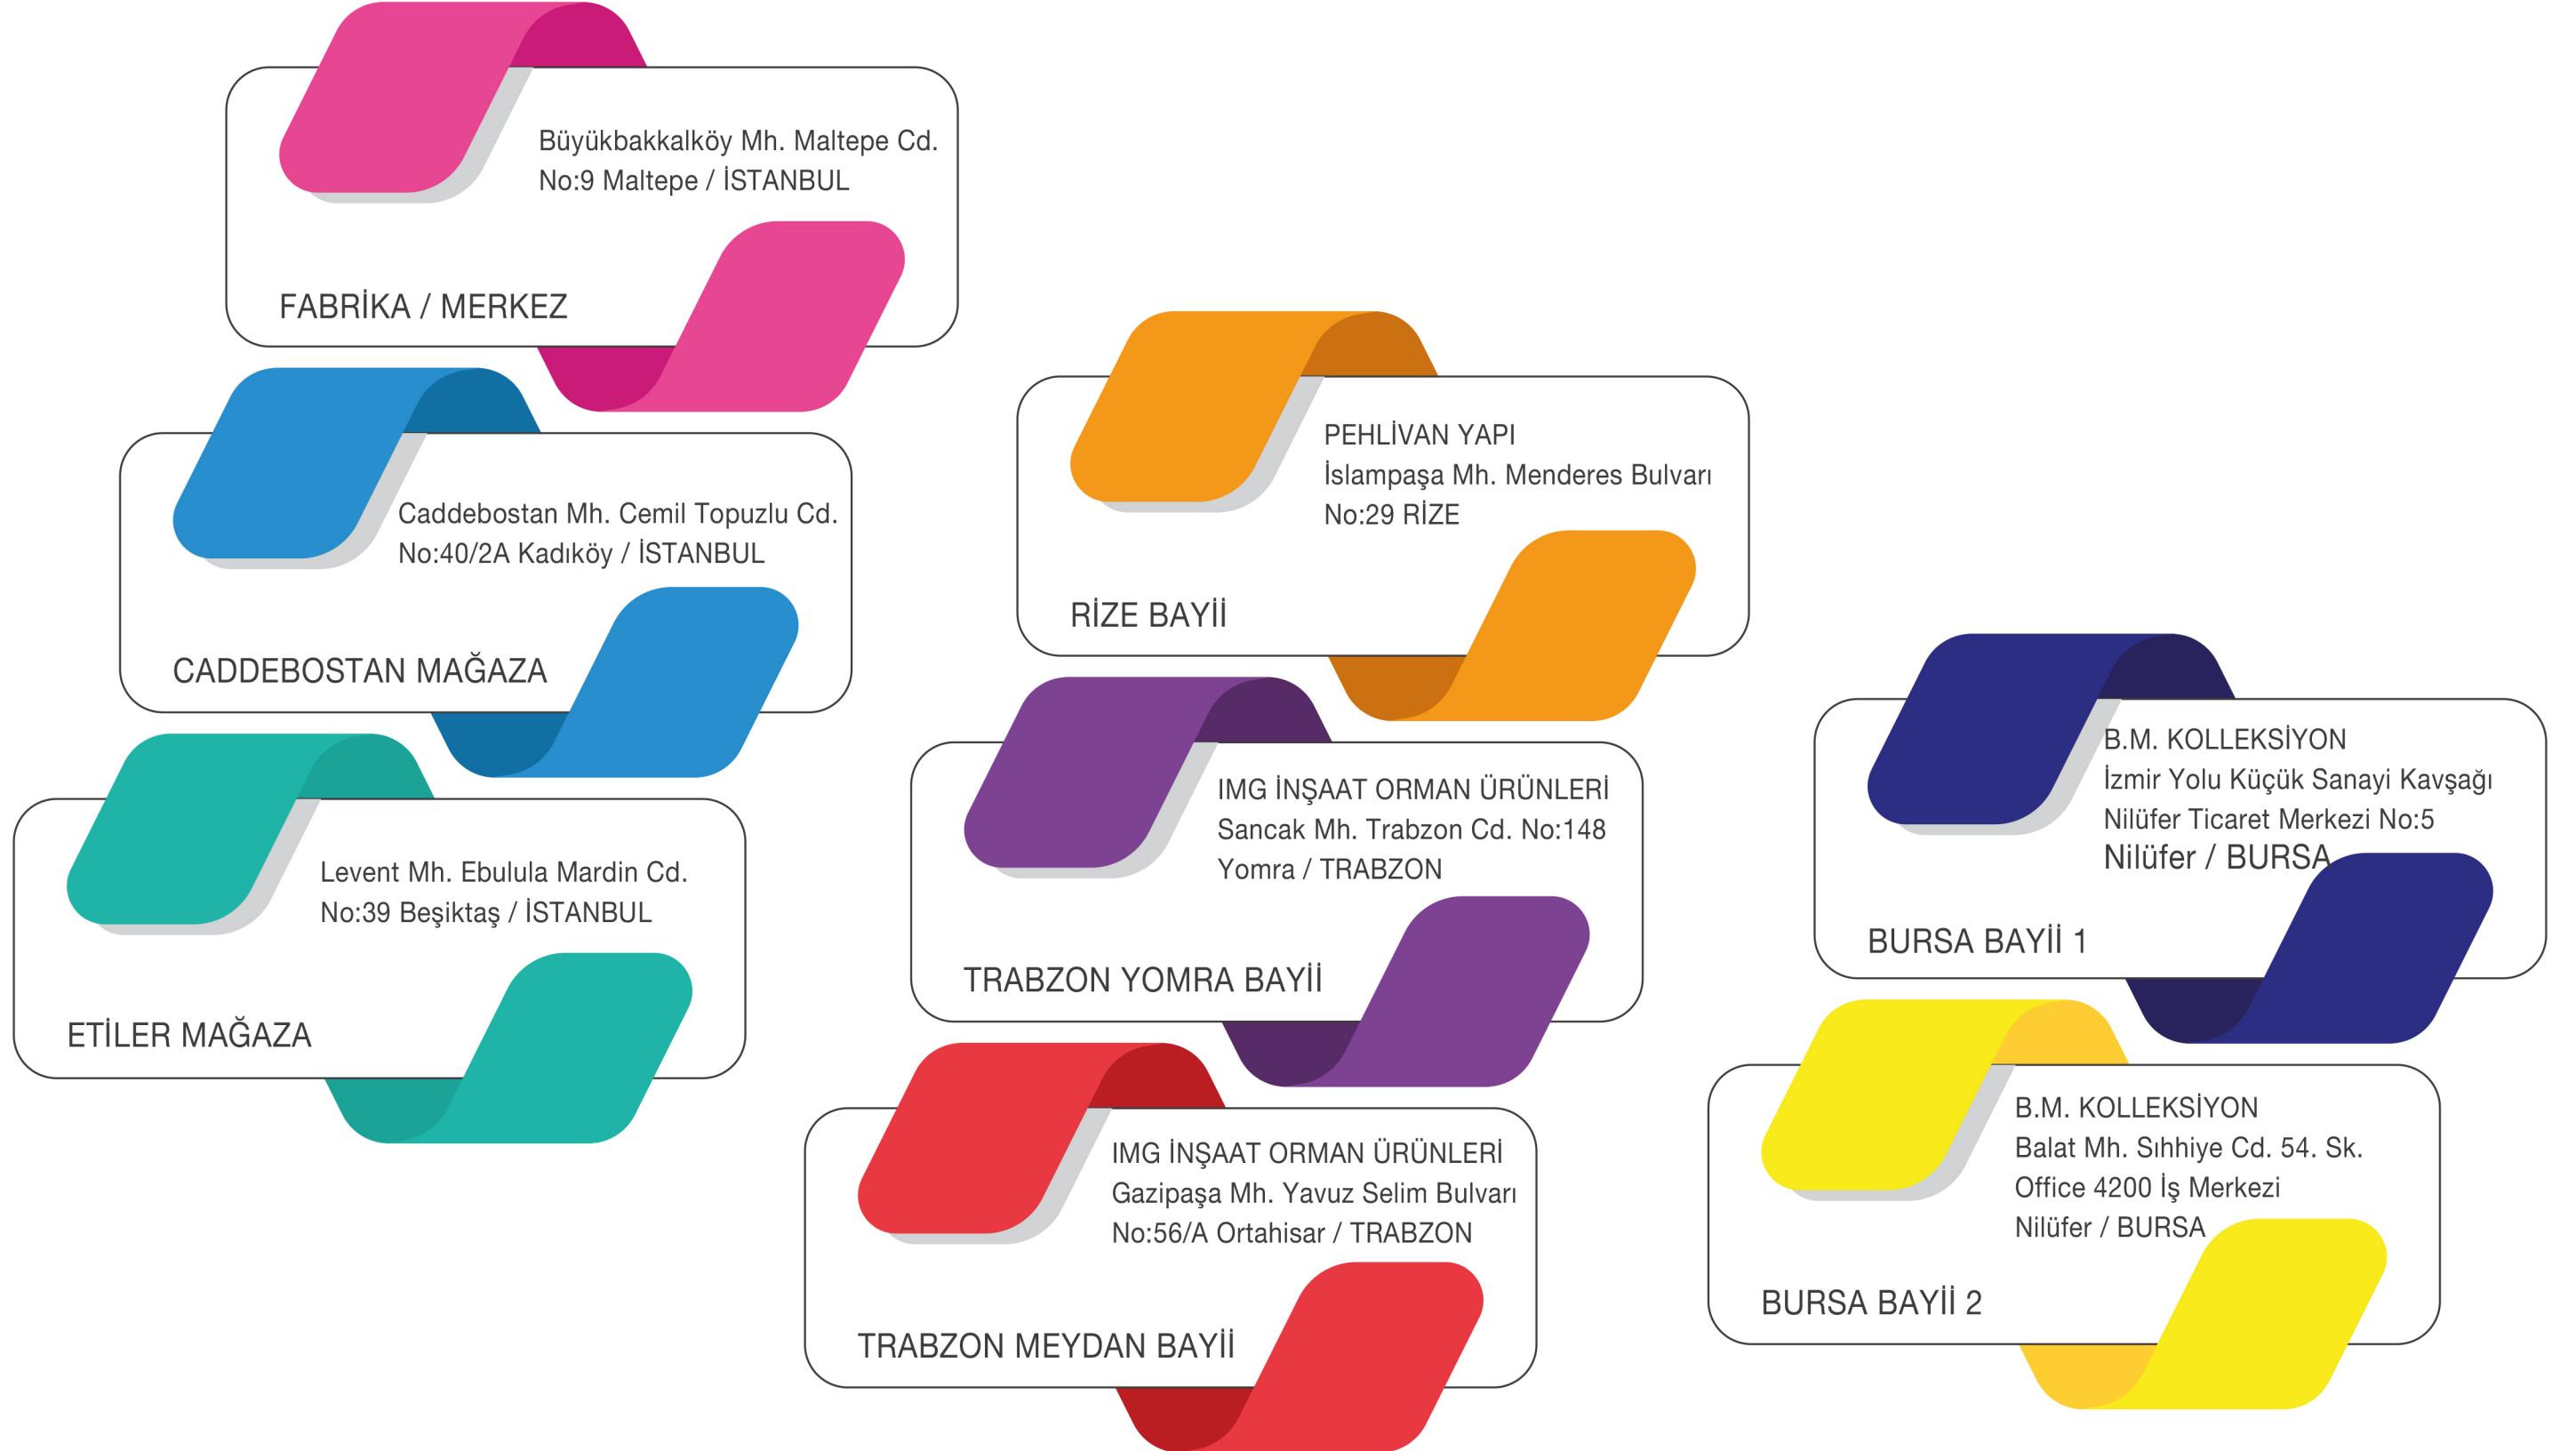 Büyükbakkalköy Mh. Maltepe Cd.
No:9 Maltepe / İSTANBUL
FABRİKA / MERKEZ
Caddebostan Mh. Cemil Topuzlu Cd.
No:40/2A Kadıköy / İSTANBUL
CADDEBOSTAN MAĞAZA
Levent Mh. Ebulula Mardin Cd.
No:39 Beşiktaş / İSTANBUL
ETİLER MAĞAZA
PEHLİVAN YAPI
İslampaşa Mh. Menderes Bulvarı
No:29 RİZE
RİZE BAYİİ
IMG İNŞAAT ORMAN ÜRÜNLERİ
Sancak Mh. Trabzon Cd. No:148
Yomra / TRABZON
TRABZON YOMRA BAYİİ
IMG İNŞAAT ORMAN ÜRÜNLERİ
Gazipaşa Mh. Yavuz Selim Bulvarı
No:56/A Ortahisar / TRABZON
TRABZON MEYDAN BAYİİ
B.M. KOLLEKSİYON
İzmir Yolu Küçük Sanayi Kavşağı
Nilüfer Ticaret Merkezi No:5
Nilüfer / BURSA
BURSA BAYİİ 1
B.M. KOLLEKSİYON
Balat Mh. Sıhhiye Cd. 54. Sk.
Office 4200 İş Merkezi
Nilüfer / BURSA
BURSA BAYİİ 2